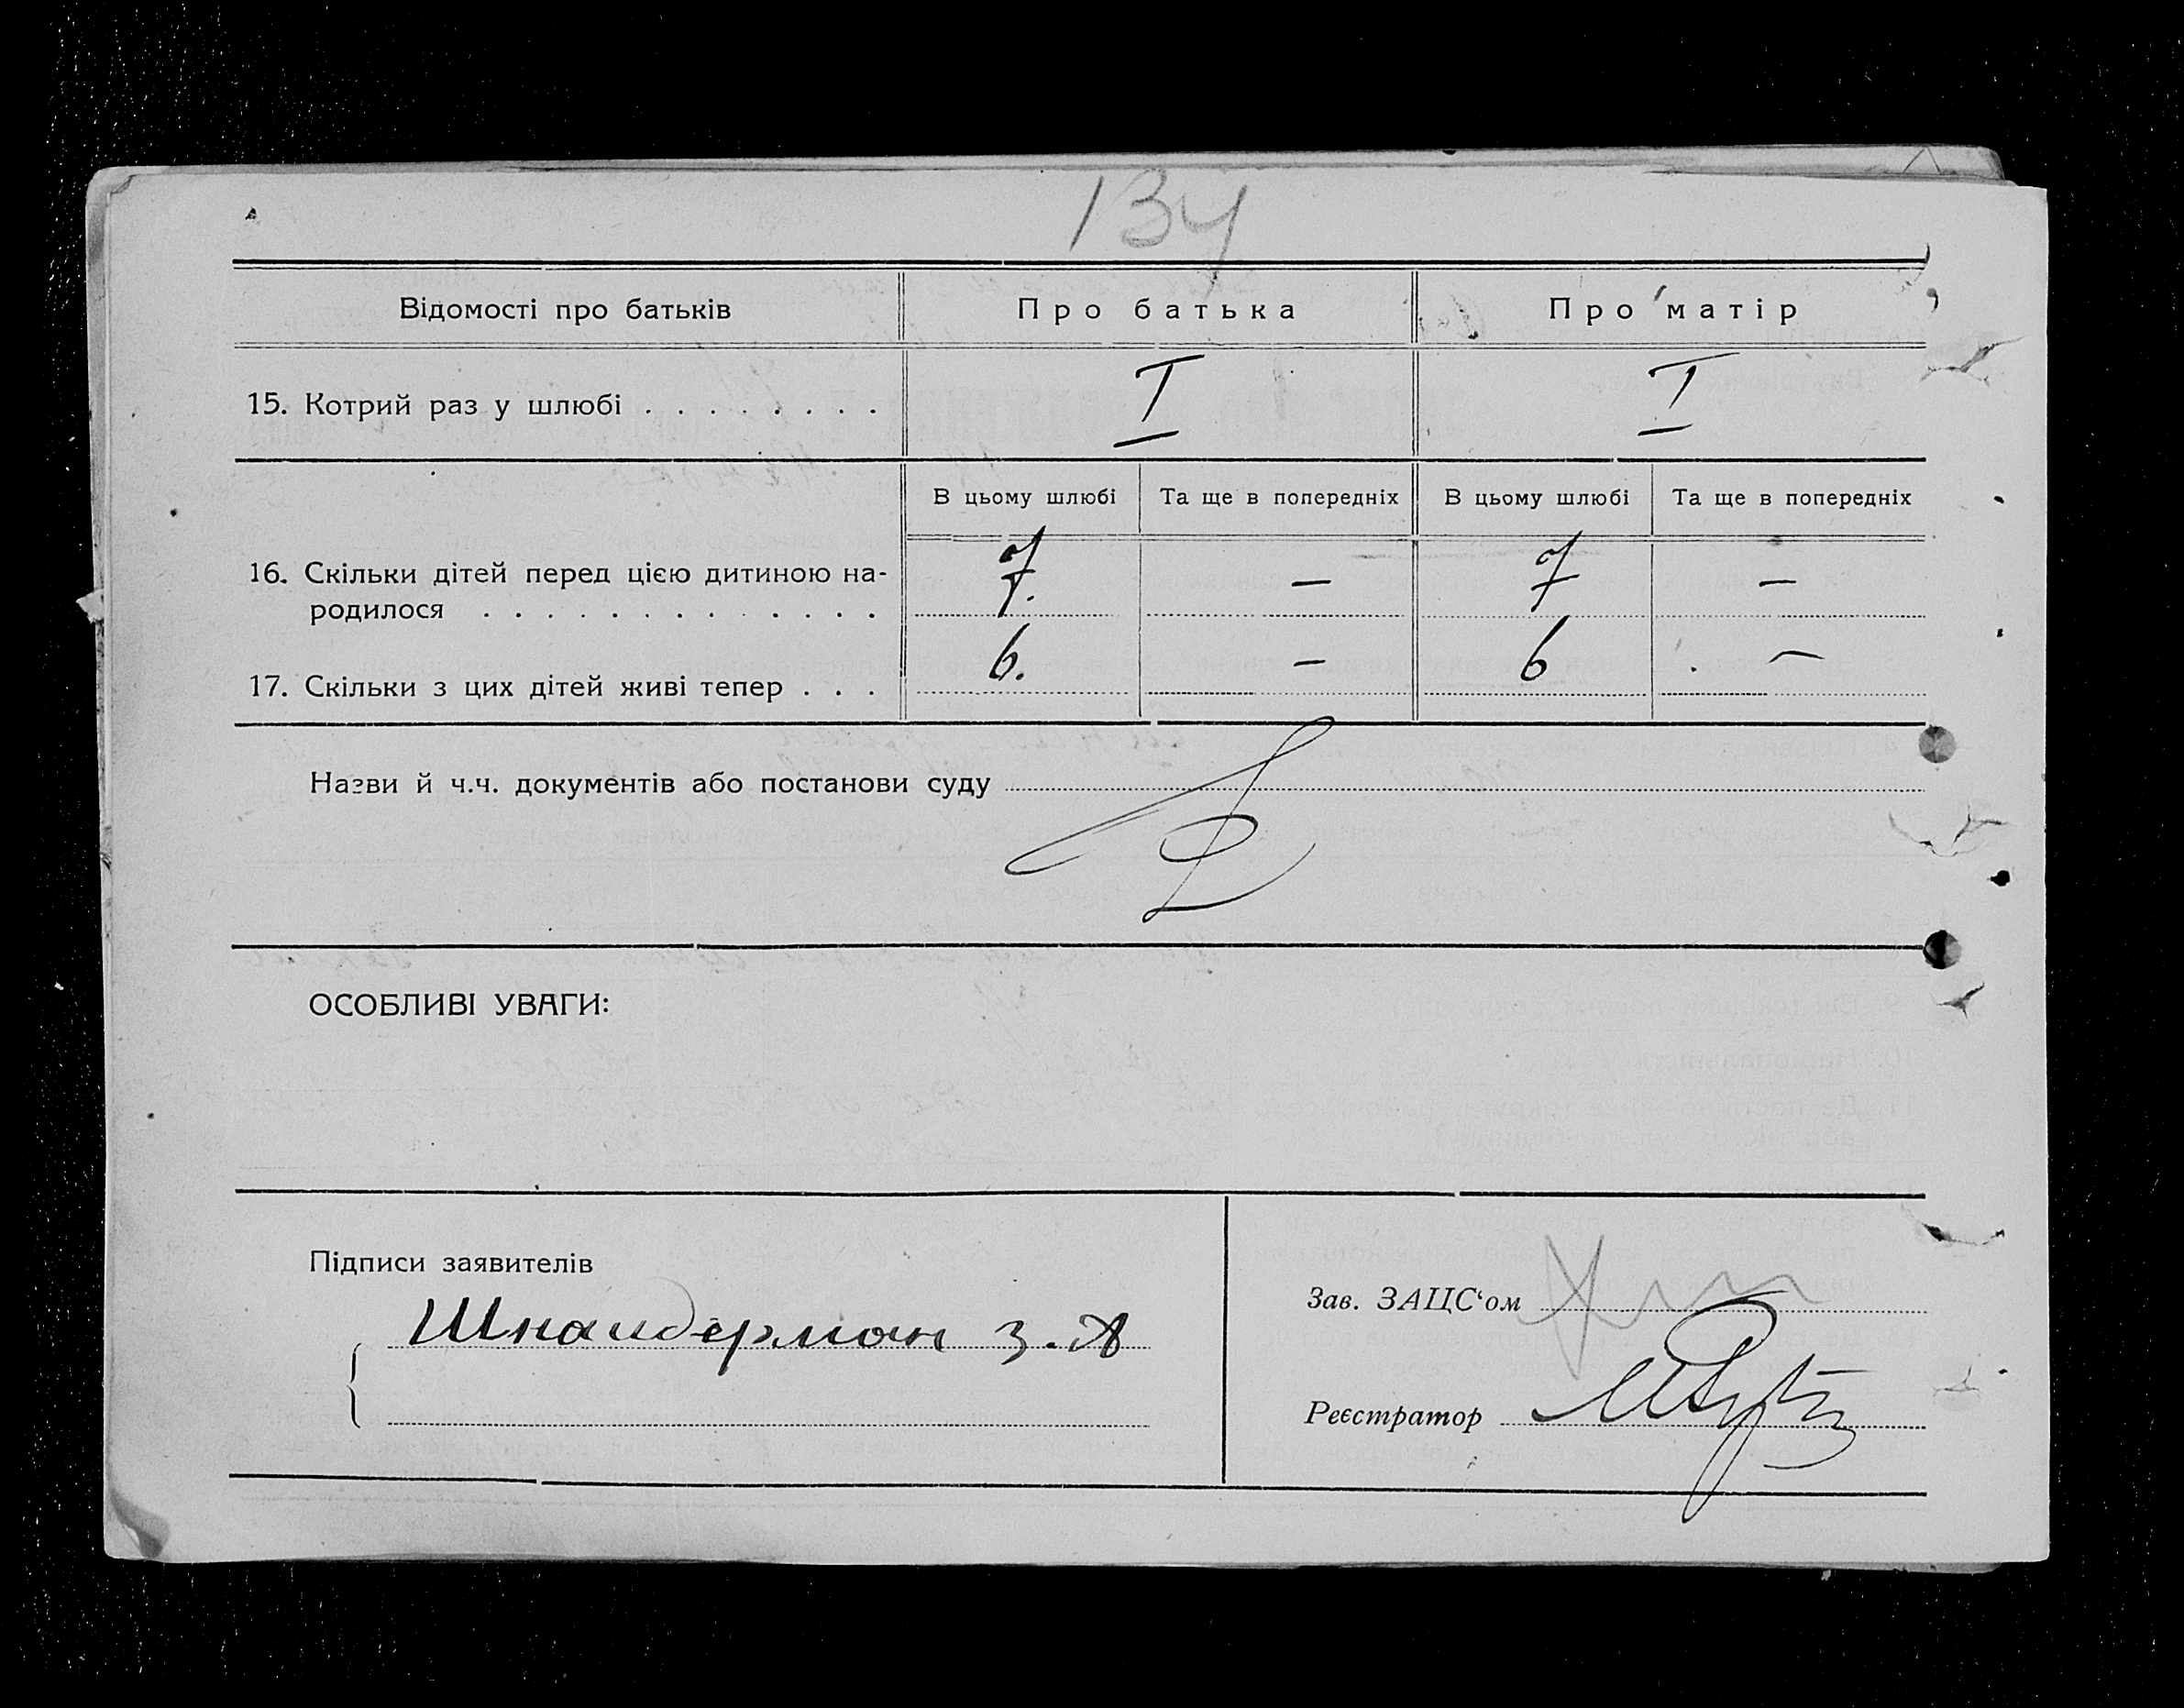 134
Відомості про батьків Про батька Про матір
15. Котрий раз у шлюбі . . . . . . . . I I
В цьому шлюбі Та ще в попередніх В цьому шлюбі Та ще в попередніх
16. Скільки дітей перед цією дитиною на-
родилося . . . . . . . . . . . . . 7. — 7 —
17. Скільки з цих дітей живі тепер . . . 6. — 6 —
Назви й ч.ч. документів або постанови суду
ОСОБЛИВІ УВАГИ:
Підписи заявителів
Зав. ЗАЦС‘ом
Шнайдерман З. А
Реєстратор